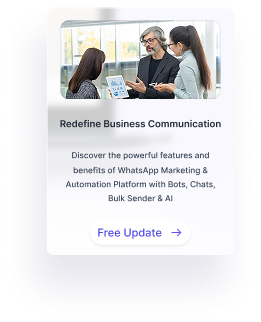 Redefine Business Communication
Discover the powerful features and
benefits of WhatsApp Marketing &
Automation Platform with Bots, Chats,
Bulk Sender & AI
Free Update →